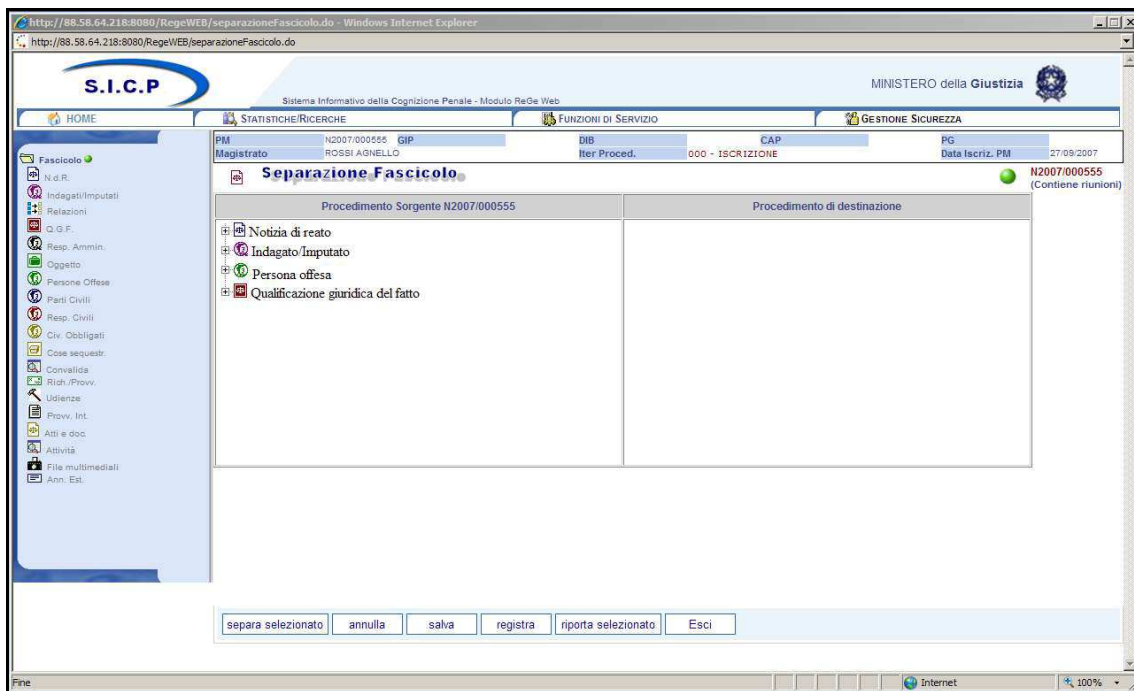 http://88.58.64.218:8080/RegeWEB/separazioneFascicolo.do - Windows Internet Explorer
http://88.58.64.218:8080/RegeWEB/separazioneFascicolo.do
S.I.C.P
Sistema Informativo della Cognizione Penale - Modulo ReGe Web
MINISTERO della Giustizia
HOME STATISTICHE/RICERCHE FUNZIONI DI SERVIZIO GESTIONE SICUREZZA
PM N2007/000555 GIP DIB CAP PG
Magistrato ROSSI AGNELLO Iter Proced. 000 - ISCRIZIONE Data Iscriz. PM 27/09/2007
Separazione Fascicolo
N2007/000555
(Contiene riunioni)
Fascicolo
N.d.R.
Indagati/Imputati
Relazioni
Q.G.F.
Resp. Ammin.
Oggetto
Persone Offese
Parti Civili
Resp. Civili
Civ. Obbligati
Cose sequestr.
Convalida
Rich./Provv.
Udienze
Provv. Int.
Atti e doc.
Attività
File multimediali
Ann. Est.
Procedimento Sorgente N2007/000555 Procedimento di destinazione
Notizia di reato
Indagato/Imputato
Persona offesa
Qualificazione giuridica del fatto
separa selezionato annulla salva registra riporta selezionato Esci
Fine Internet 100%